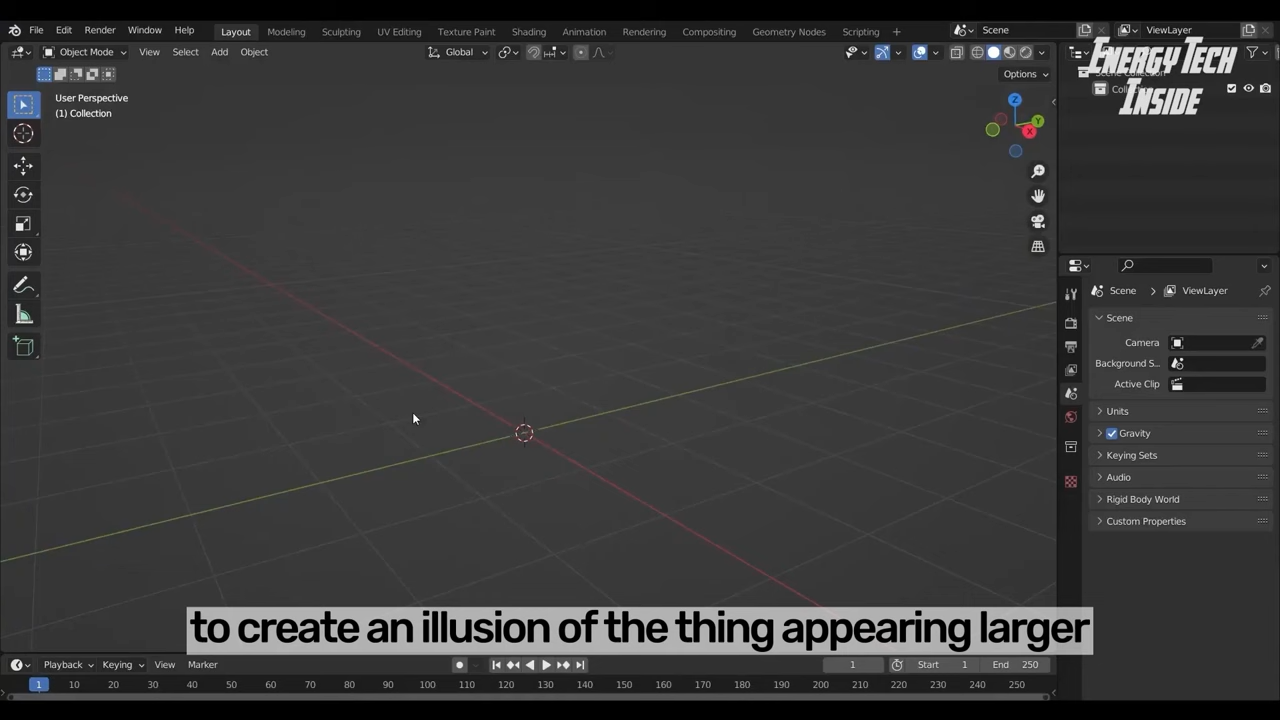 File Edit Render Window Help Layout Modeling Sculpting UV Editing Texture Paint Shading Animation Rendering Compositing Geometry Nodes Scripting + Scene ViewLayer
Object Mode View Select Add Object Global
ENERGY TECH
INSIDE
Options
User Perspective
(1) Collection
Z
Y
X
Scene ViewLayer
Scene
Camera
Background S...
Active Clip
Units
Gravity
Keying Sets
Audio
Rigid Body World
Custom Properties
to create an illusion of the thing appearing larger
Playback Keying View Marker 1 Start 1 End 250
1 10 20 30 40 50 60 70 80 90 100 110 120 130 140 150 160 170 180 190 200 210 220 230 240 250